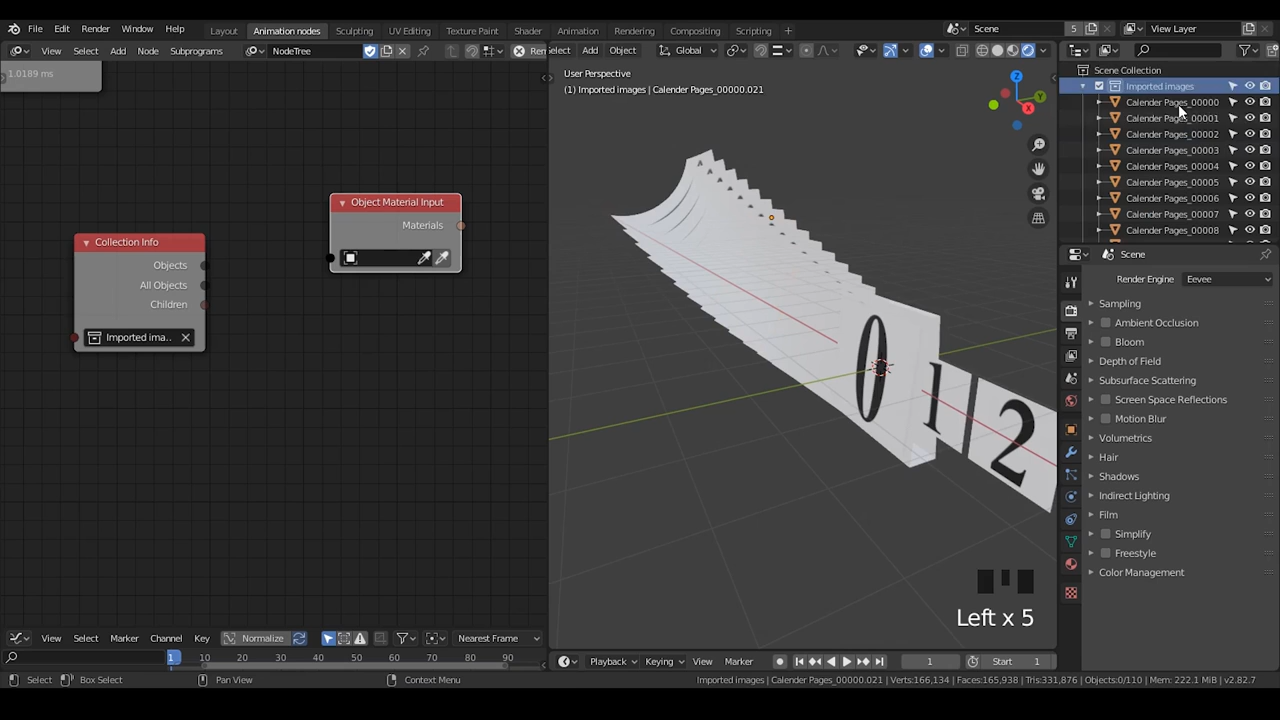 File Edit Render Window Help Layout Animation nodes Sculpting UV Editing Texture Paint Shading Animation Rendering Compositing Scripting + Scene 5 View Layer
View Select Add Node Subprograms NodeTree Rem
Select Add Object Global
1.0189 ms
User Perspective
(1) Imported images | Calender Pages_00000.021
Z
Y
X
Scene Collection
Imported images
Calender Pages_00000
Calender Pages_00001
Calender Pages_00002
Calender Pages_00003
Calender Pages_00004
Calender Pages_00005
Calender Pages_00006
Calender Pages_00007
Calender Pages_00008
Object Material Input
Materials
Collection Info
Objects
All Objects
Children
Imported ima..
0
1
2
Scene
Render Engine Eevee
Sampling
Ambient Occlusion
Bloom
Depth of Field
Subsurface Scattering
Screen Space Reflections
Motion Blur
Volumetrics
Hair
Shadows
Indirect Lighting
Film
Simplify
Freestyle
Color Management
Left x 5
View Select Marker Channel Key Normalize Nearest Frame
1 10 20 30 40 50 60 70 80 90
Playback Keying View Marker 1 Start 1
Select Box Select Pan View Context Menu
Imported images | Calender Pages_00000.021 | Verts:166,134 | Faces:165,938 | Tris:331,876 | Objects:0/110 | Mem: 222.1 MiB | v2.82.7